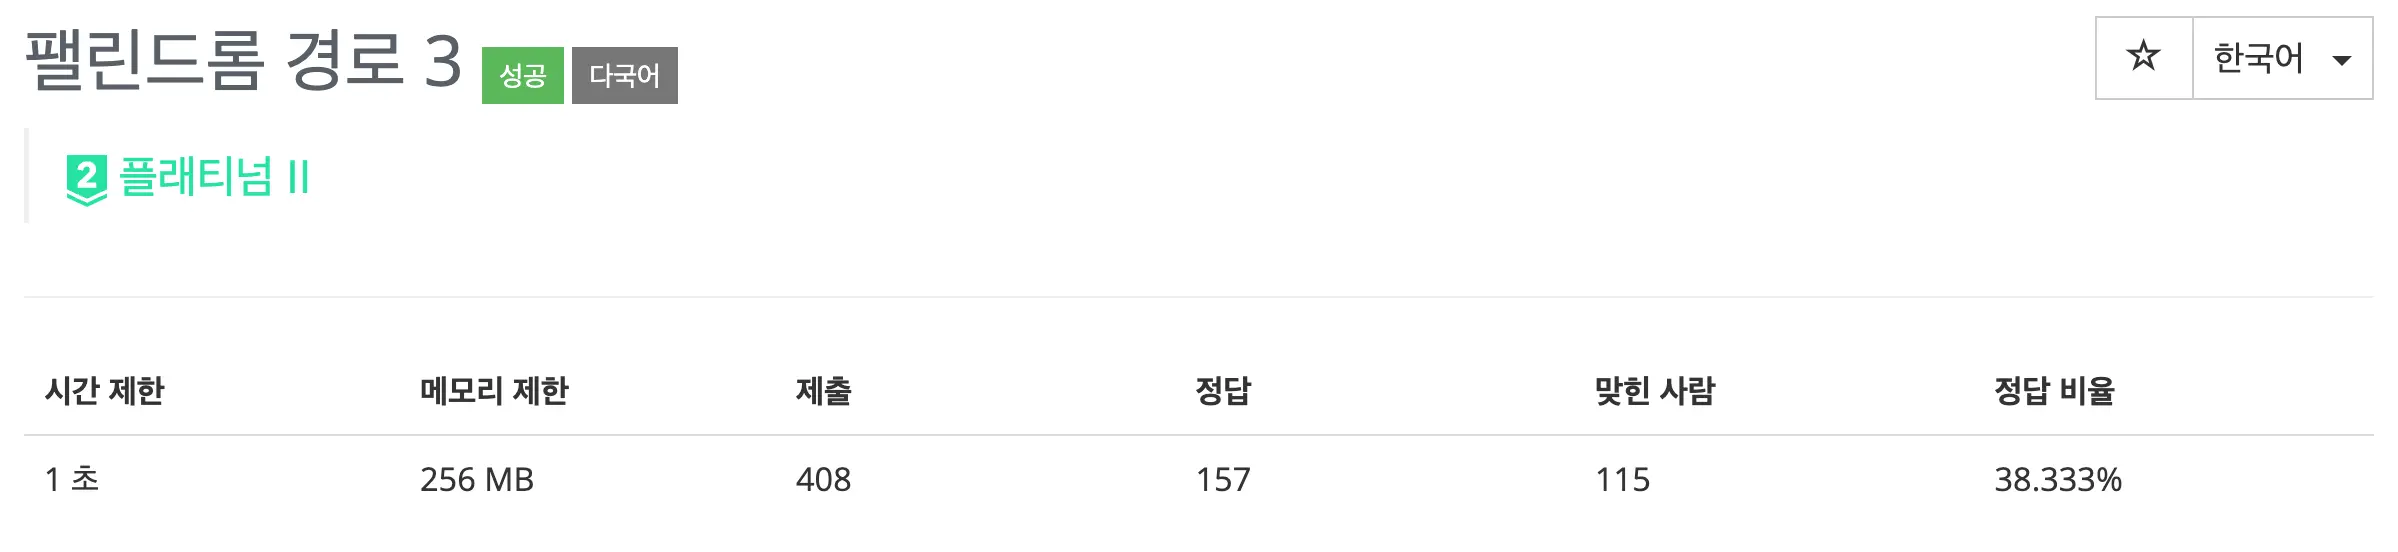 팰린드롬 경로 3 성공 다국어 ☆ 한국어
2 플래티넘 II
시간 제한 메모리 제한 제출 정답 맞힌 사람 정답 비율
1 초 256 MB 408 157 115 38.333%